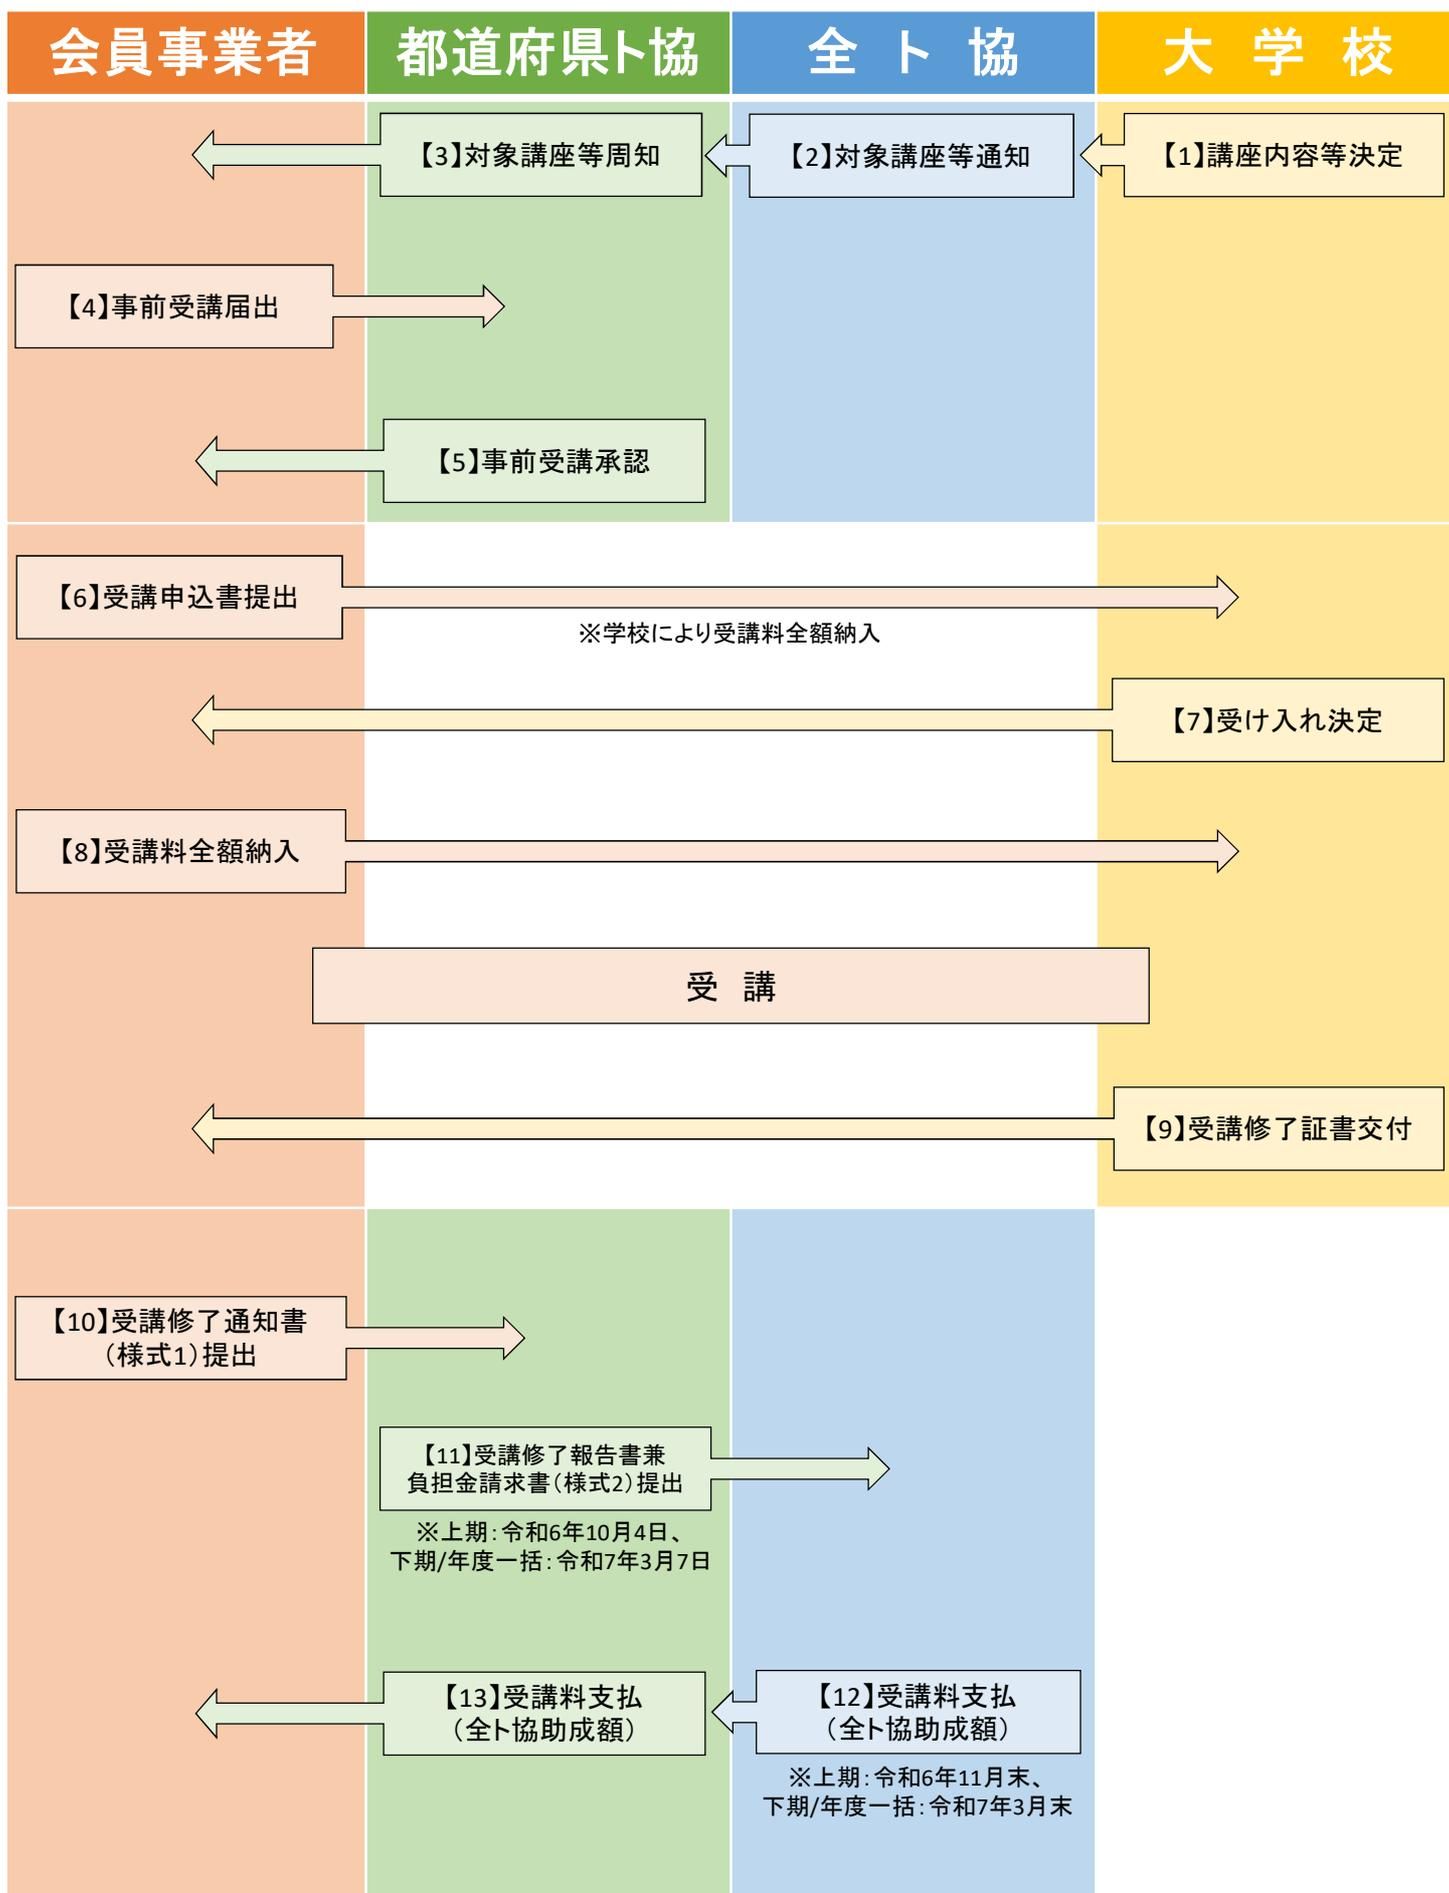 会員事業者
都道府県ト協
全　ト　協
大　学　校
【3】対象講座等周知
【2】対象講座等通知
【1】講座内容等決定
【4】事前受講届出
【5】事前受講承認
【6】受講申込書提出
※学校により受講料全額納入
【7】受け入れ決定
【8】受講料全額納入
受　講
【9】受講修了証書交付
【10】受講修了通知書
（様式1）提出
【11】受講修了報告書兼
負担金請求書（様式2）提出
※上期：令和6年10月4日、
下期/年度一括：令和7年3月7日
【13】受講料支払
（全ト協助成額）
【12】受講料支払
（全ト協助成額）
※上期：令和6年11月末、
下期/年度一括：令和7年3月末